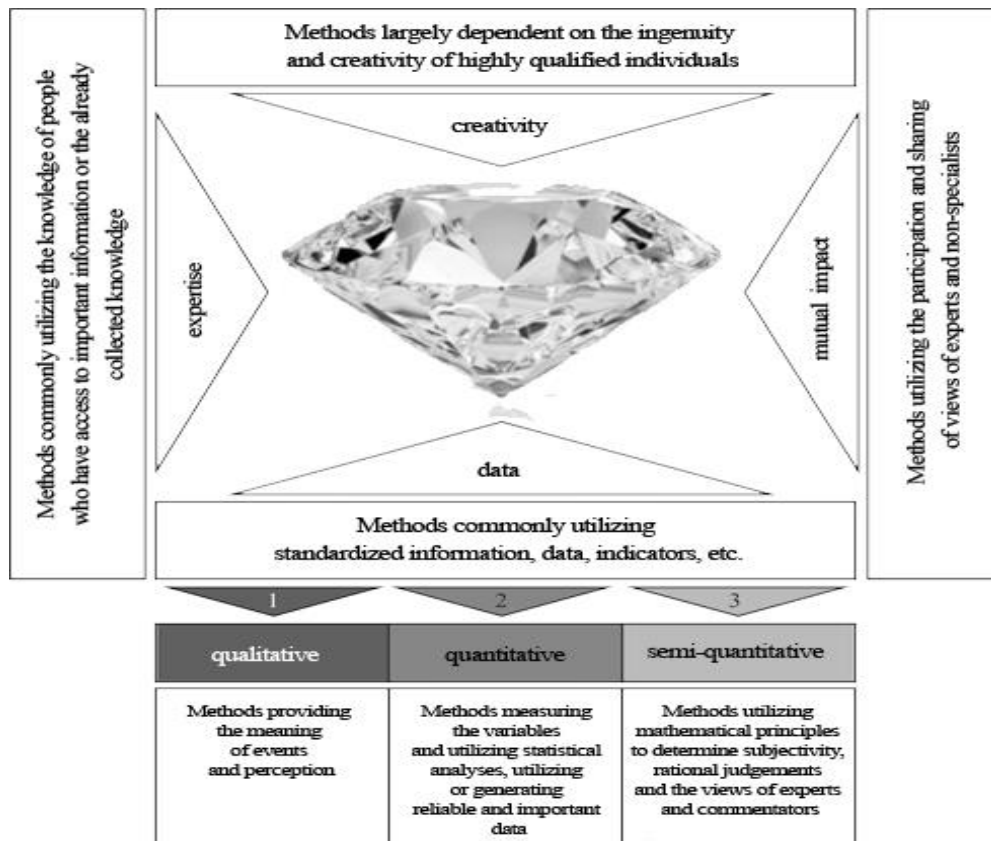 Methods largely dependent on the ingenuity
and creativity of highly qualified individuals
creativity
Methods commonly utilizing the knowledge of people
who have access to important information or the already
collected knowledge
expertise
mutual impact
Methods utilizing the participation and sharing
of views of experts and non-specialists
data
Methods commonly utilizing
standardized information, data, indicators, etc.
1
2
3
qualitative
quantitative
semi-quantitative
Methods providing
the meaning
of events
and perception
Methods measuring
the variables
and utilizing statistical
analyses, utilizing
or generating
reliable and important
data
Methods utilizing
mathematical principles
to determine subjectivity,
rational judgements
and the views of experts
and commentators